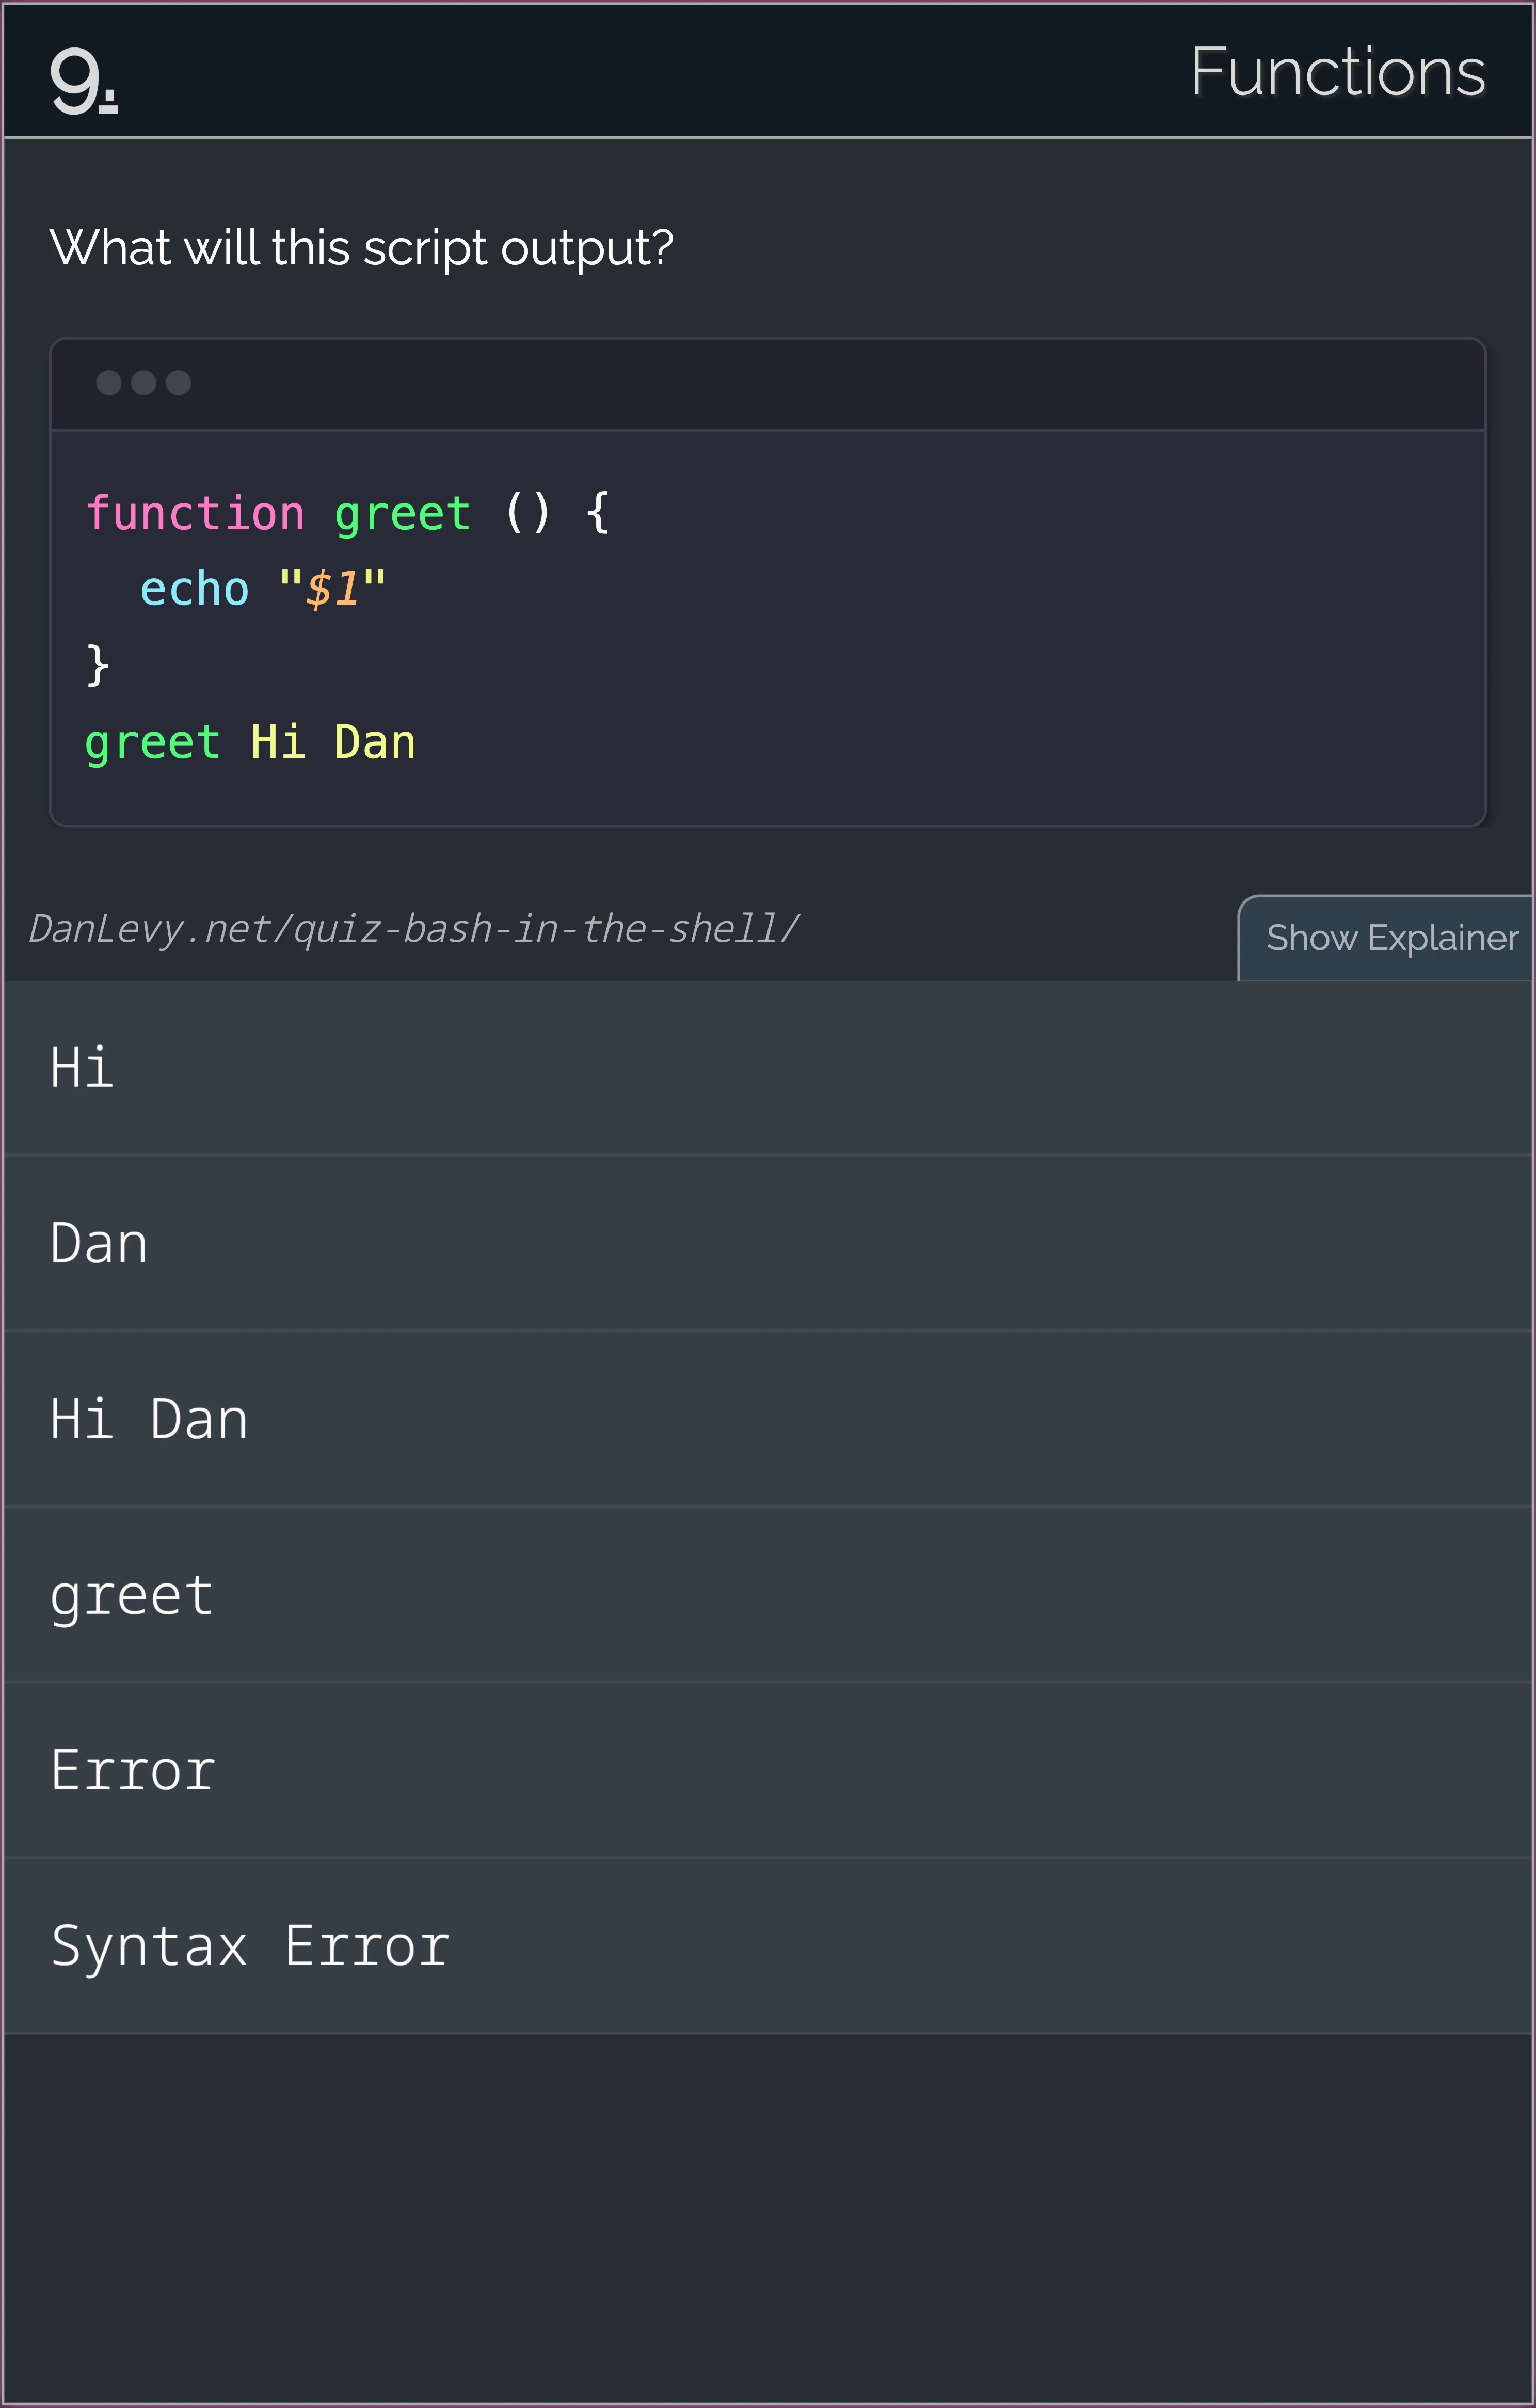 9.
Functions
What will this script output?
function greet () {
  echo "$1"
}
greet Hi Dan
DanLevy.net/quiz-bash-in-the-shell/
Show Explainer
Hi
Dan
Hi Dan
greet
Error
Syntax Error